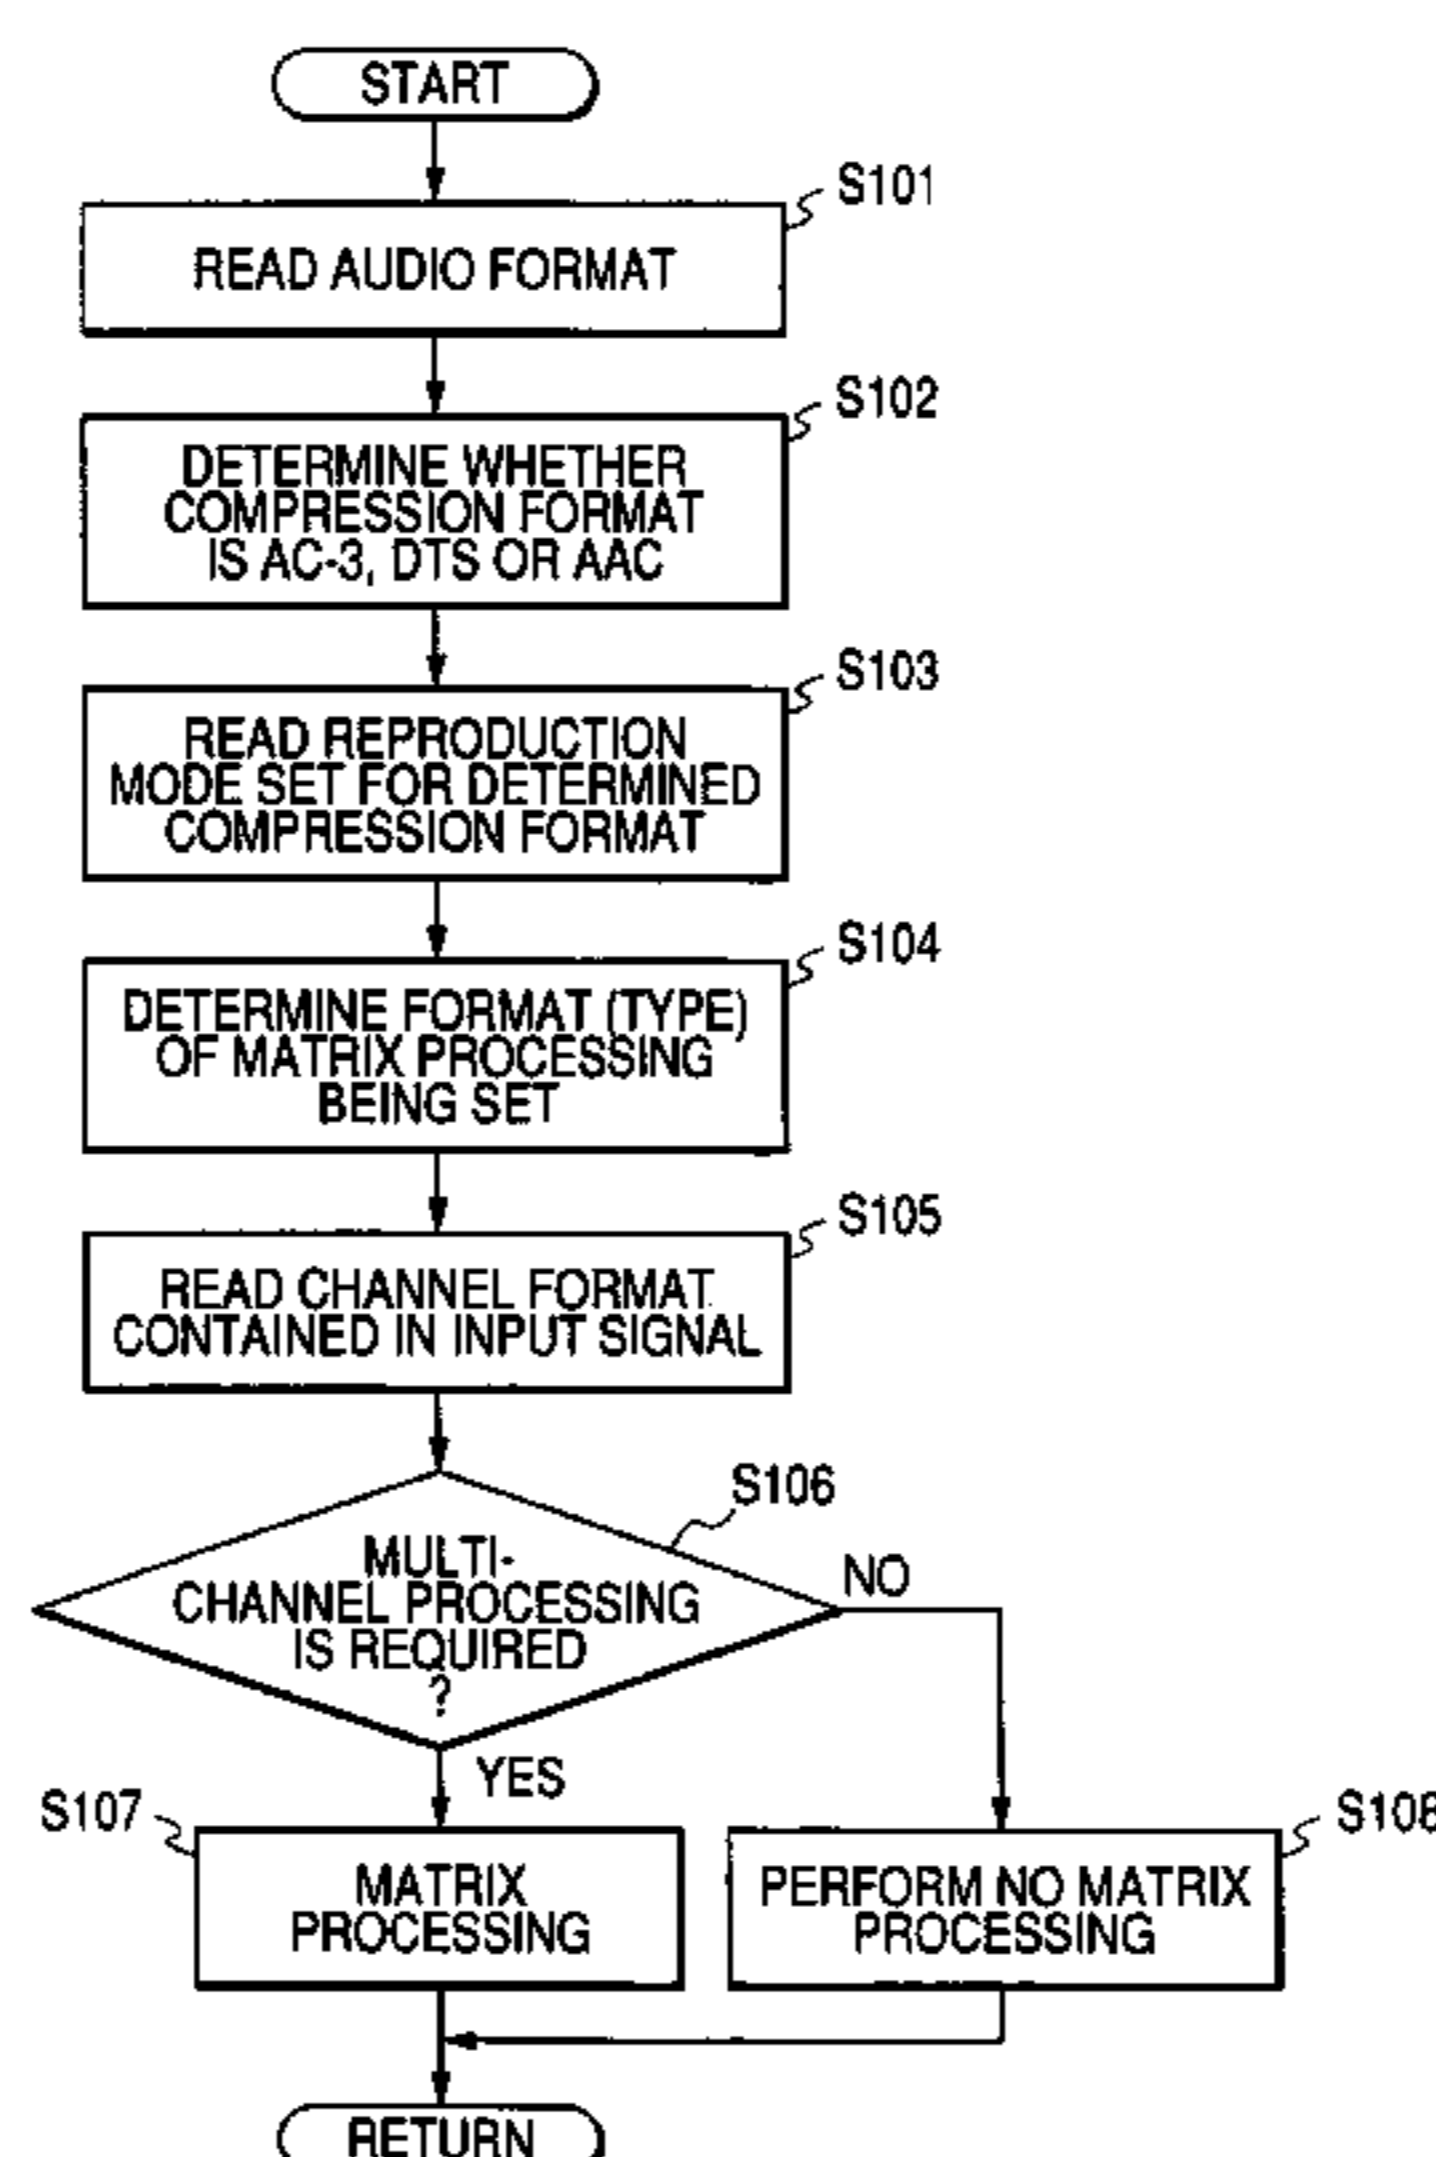 START
S101
READ AUDIO FORMAT
S102
DETERMINE WHETHER
COMPRESSION FORMAT
IS AC-3, DTS OR AAC
S103
READ REPRODUCTION
MODE SET FOR DETERMINED
COMPRESSION FORMAT
S104
DETERMINE FORMAT (TYPE)
OF MATRIX PROCESSING
BEING SET
S105
READ CHANNEL FORMAT
CONTAINED IN INPUT SIGNAL
S106
MULTI-
CHANNEL PROCESSING
IS REQUIRED
?
NO
YES
S107
MATRIX
PROCESSING
S108
PERFORM NO MATRIX
PROCESSING
RETURN